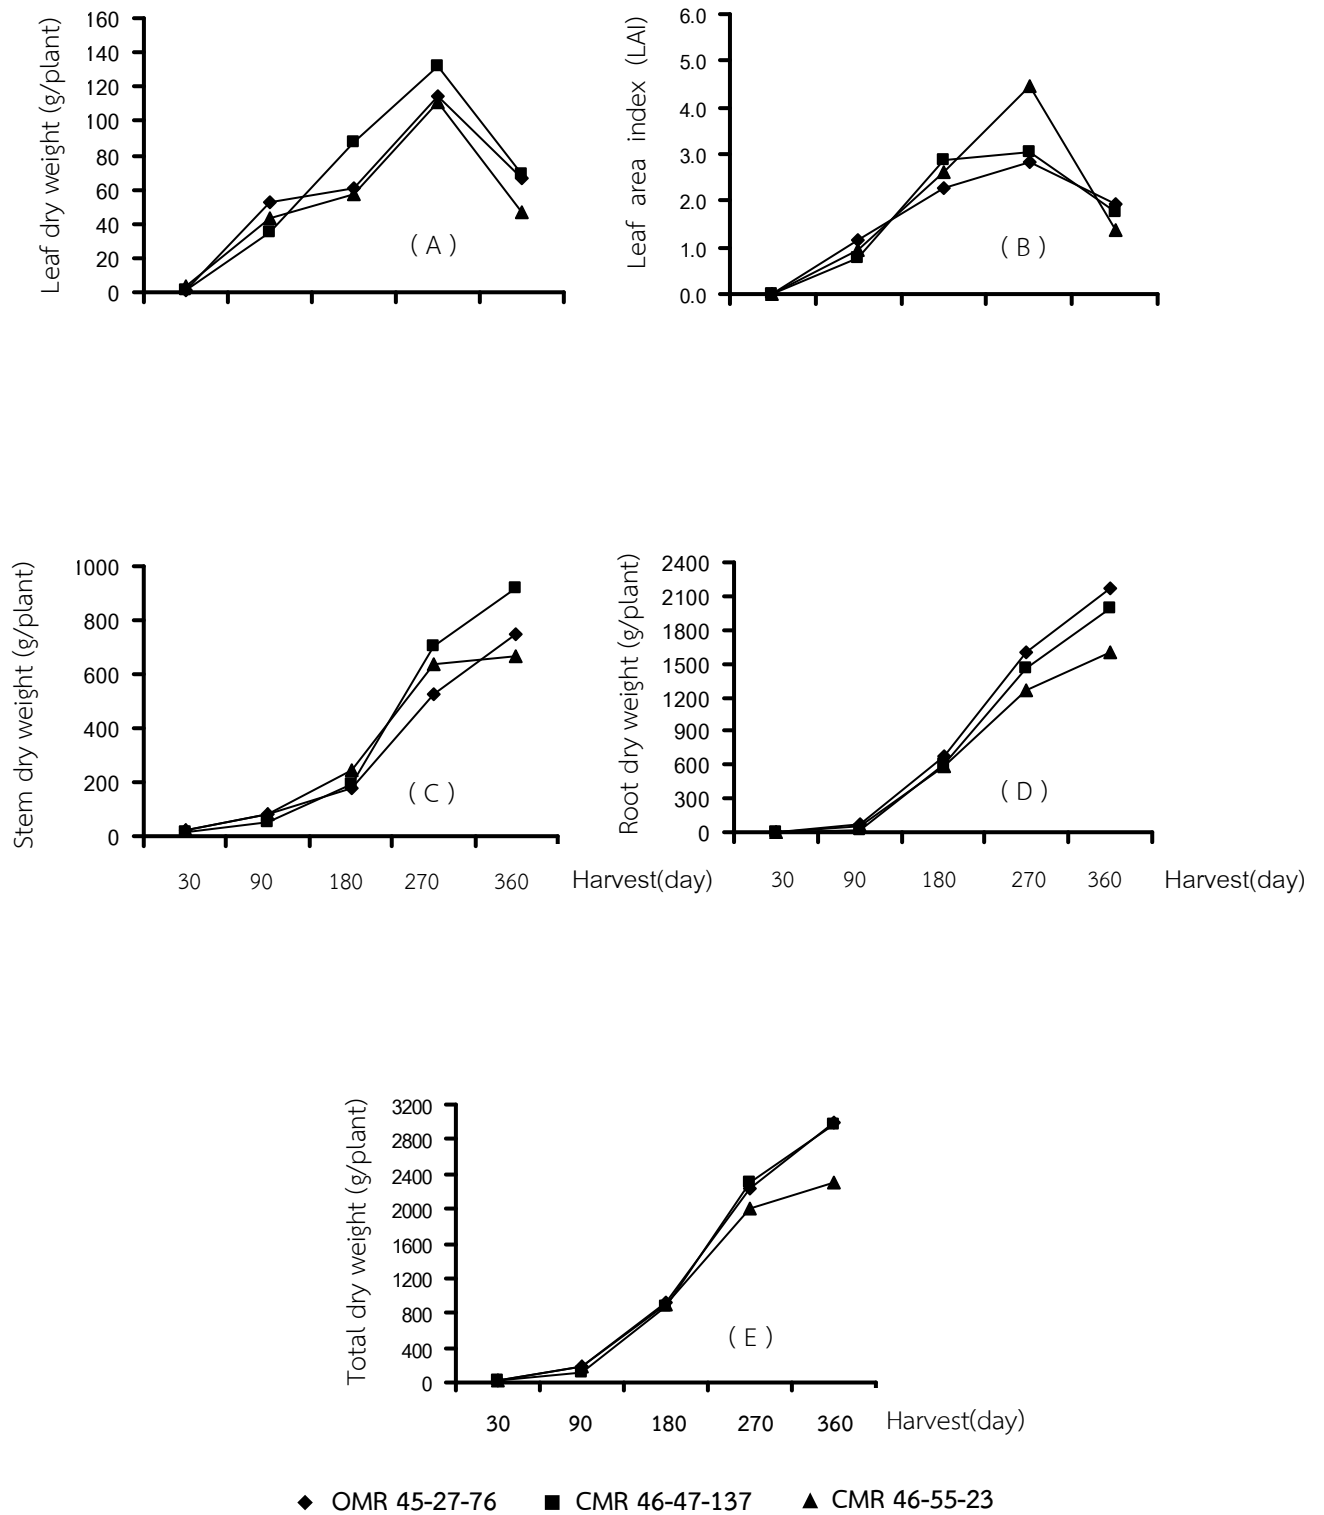 Leaf dry weight (g/plant)
160
140
120
100
80
60
40
20
0
( A )
Leaf area index (LAI)
6.0
5.0
4.0
3.0
2.0
1.0
0.0
( B )
Stem dry weight (g/plant)
1000
800
600
400
200
0
( C )
30 90 180 270 360 Harvest(day)
Root dry weight (g/plant)
2400
2100
1800
1500
1200
900
600
300
0
( D )
30 90 180 270 360 Harvest(day)
Total dry weight (g/plant)
3200
2800
2400
2000
1600
1200
800
400
0
( E )
30 90 180 270 360 Harvest(day)
OMR 45-27-76 CMR 46-47-137 CMR 46-55-23